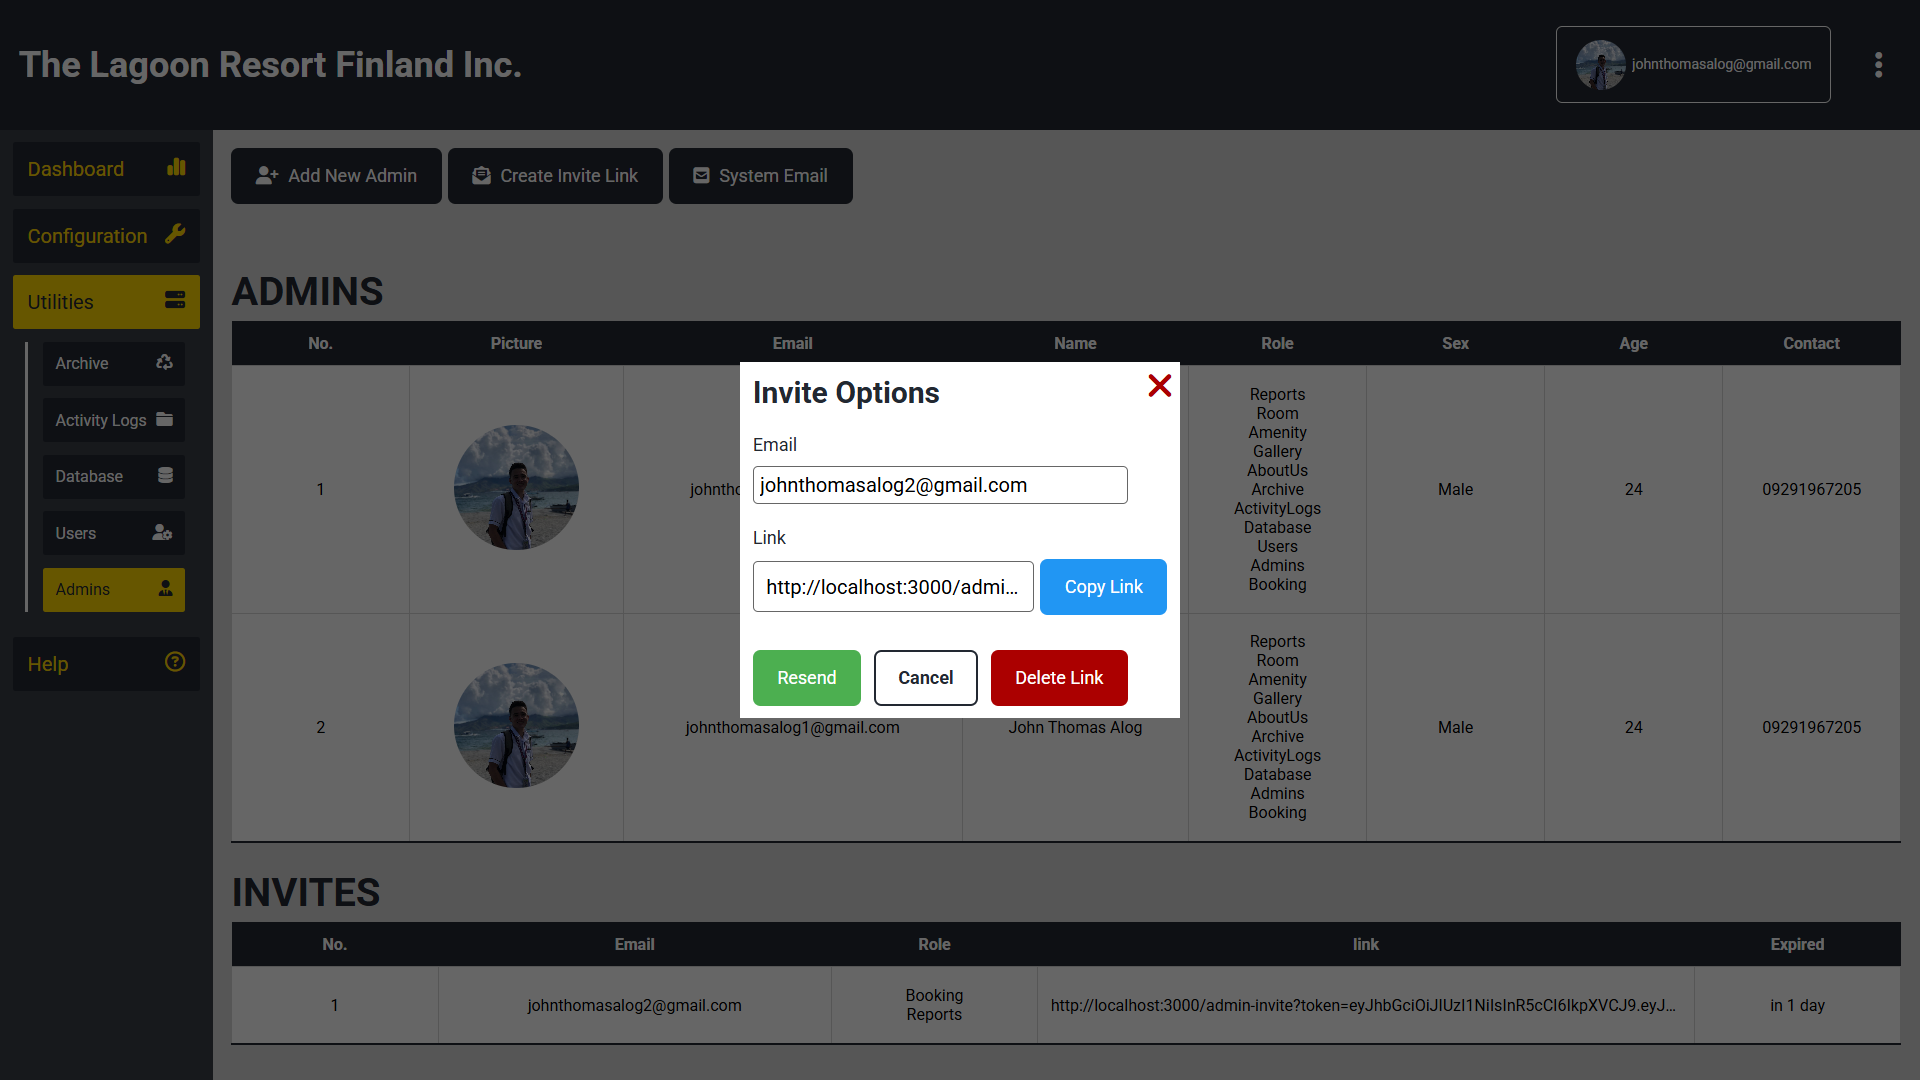 The Lagoon Resort Finland Inc.
johnthomasalog@gmail.com
Dashboard
Configuration
Utilities
Archive
Activity Logs
Database
Users
Admins
Help
Add New Admin
Create Invite Link
System Email
ADMINS
No. Picture Email Name Role Sex Age Contact
1 johntho Male 24 09291967205
Reports
Room
Amenity
Gallery
AboutUs
Archive
ActivityLogs
Database
Users
Admins
Booking
2 johnthomasalog1@gmail.com John Thomas Alog Male 24 09291967205
Reports
Room
Amenity
Gallery
AboutUs
Archive
ActivityLogs
Database
Admins
Booking
Invite Options
Email
johnthomasalog2@gmail.com
Link
http://localhost:3000/admi...
Copy Link
Resend
Cancel
Delete Link
INVITES
No. Email Role link Expired
1 johnthomasalog2@gmail.com
Booking
Reports
http://localhost:3000/admin-invite?token=eyJhbGciOiJIUzI1NiIsInR5cCI6IkpXVCJ9.eyJ...
in 1 day